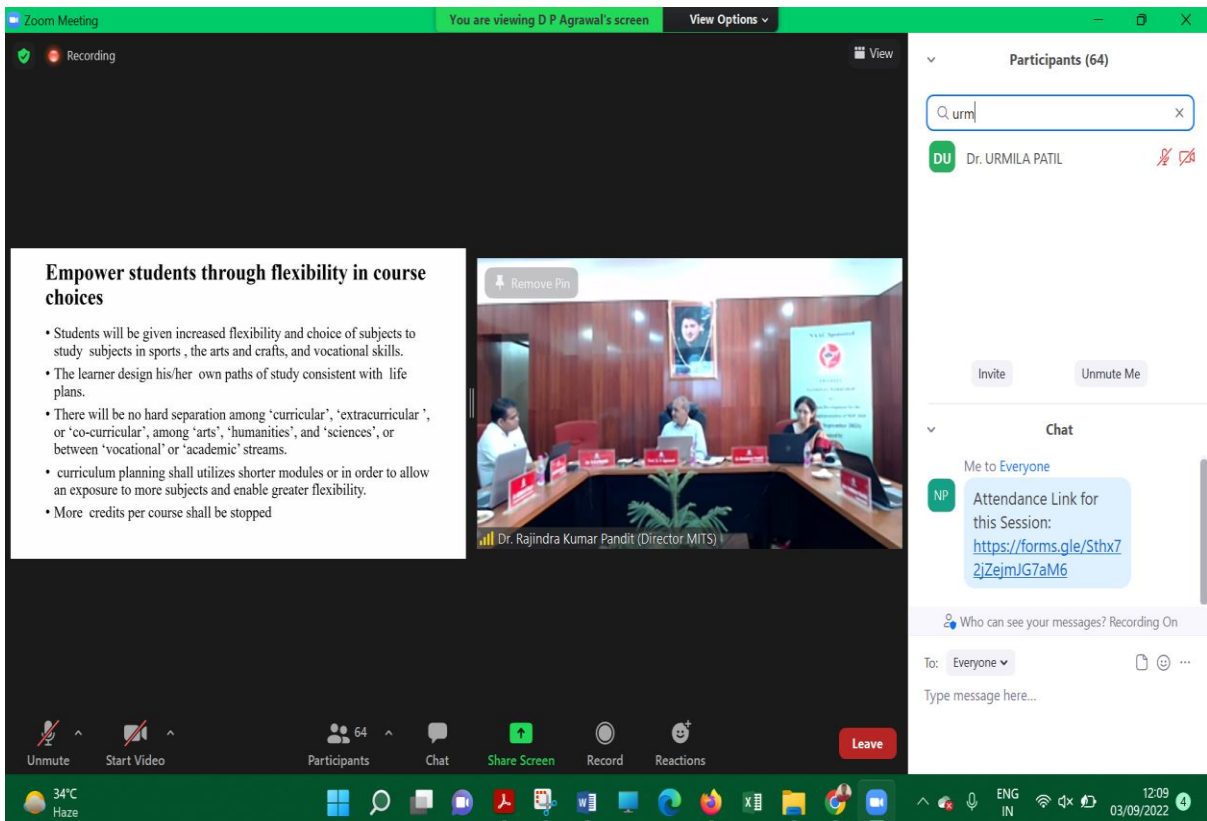 Zoom Meeting
You are viewing D P Agrawal's screen
View Options
Recording
View
Empower students through flexibility in course
choices
• Students will be given increased flexibility and choice of subjects to
study subjects in sports , the arts and crafts, and vocational skills.
• The learner design his/her own paths of study consistent with life
plans.
• There will be no hard separation among ‘curricular’, ‘extracurricular ’,
or ‘co-curricular’, among ‘arts’, ‘humanities’, and ‘sciences’, or
between ‘vocational’ or ‘academic’ streams.
• curriculum planning shall utilizes shorter modules or in order to allow
an exposure to more subjects and enable greater flexibility.
• More credits per course shall be stopped
Remove Pin
NAAC Sponsored
Dr. Rajindra Kumar Pandit (Director MITS)
Participants (64)
urm
DU Dr. URMILA PATIL
Invite
Unmute Me
Chat
Me to Everyone
NP
Attendance Link for
this Session:
https://forms.gle/Sthx7
2jZejmJG7aM6
Who can see your messages? Recording On
To: Everyone
Type message here...
Unmute
Start Video
64
Participants
Chat
Share Screen
Record
Reactions
Leave
34°C
Haze
ENG
IN
12:09
03/09/2022
4